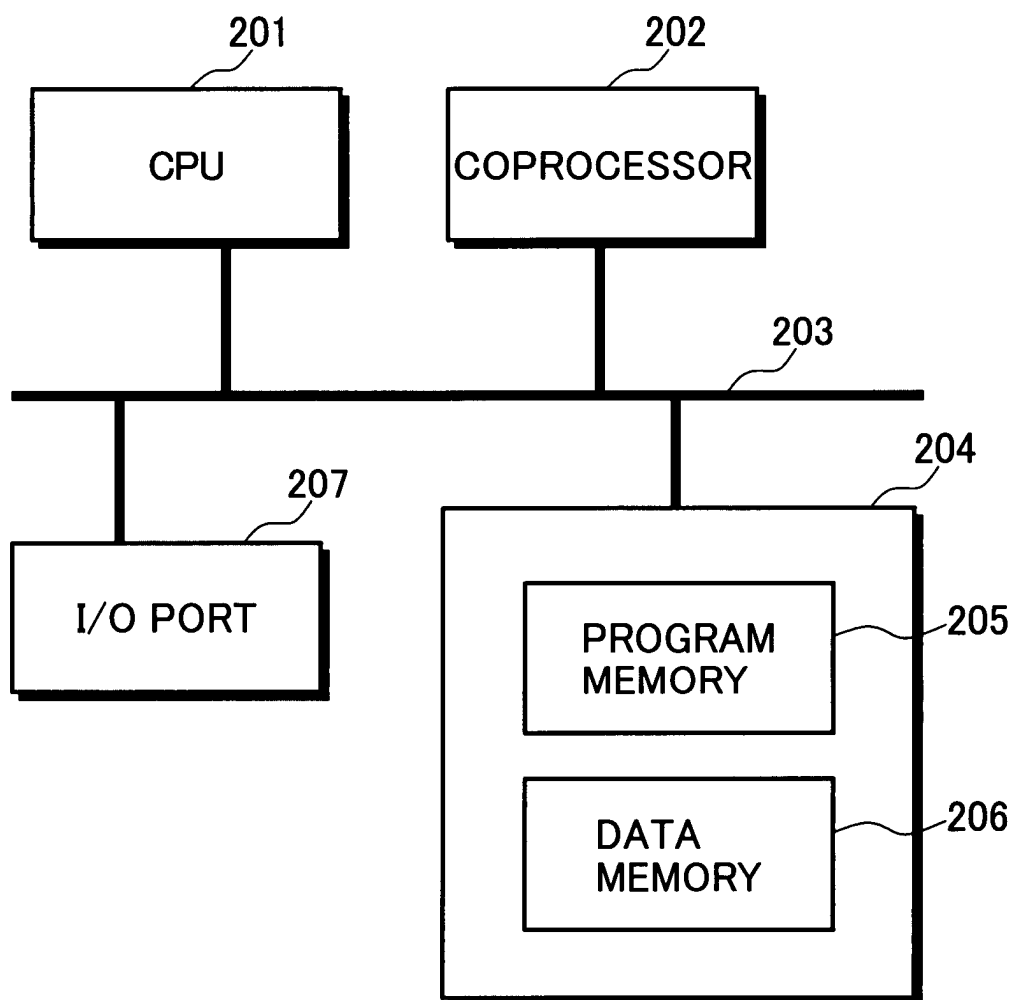 201
202
CPU
COPROCESSOR
203
204
207
I/O PORT
PROGRAM
MEMORY
205
DATA
MEMORY
206